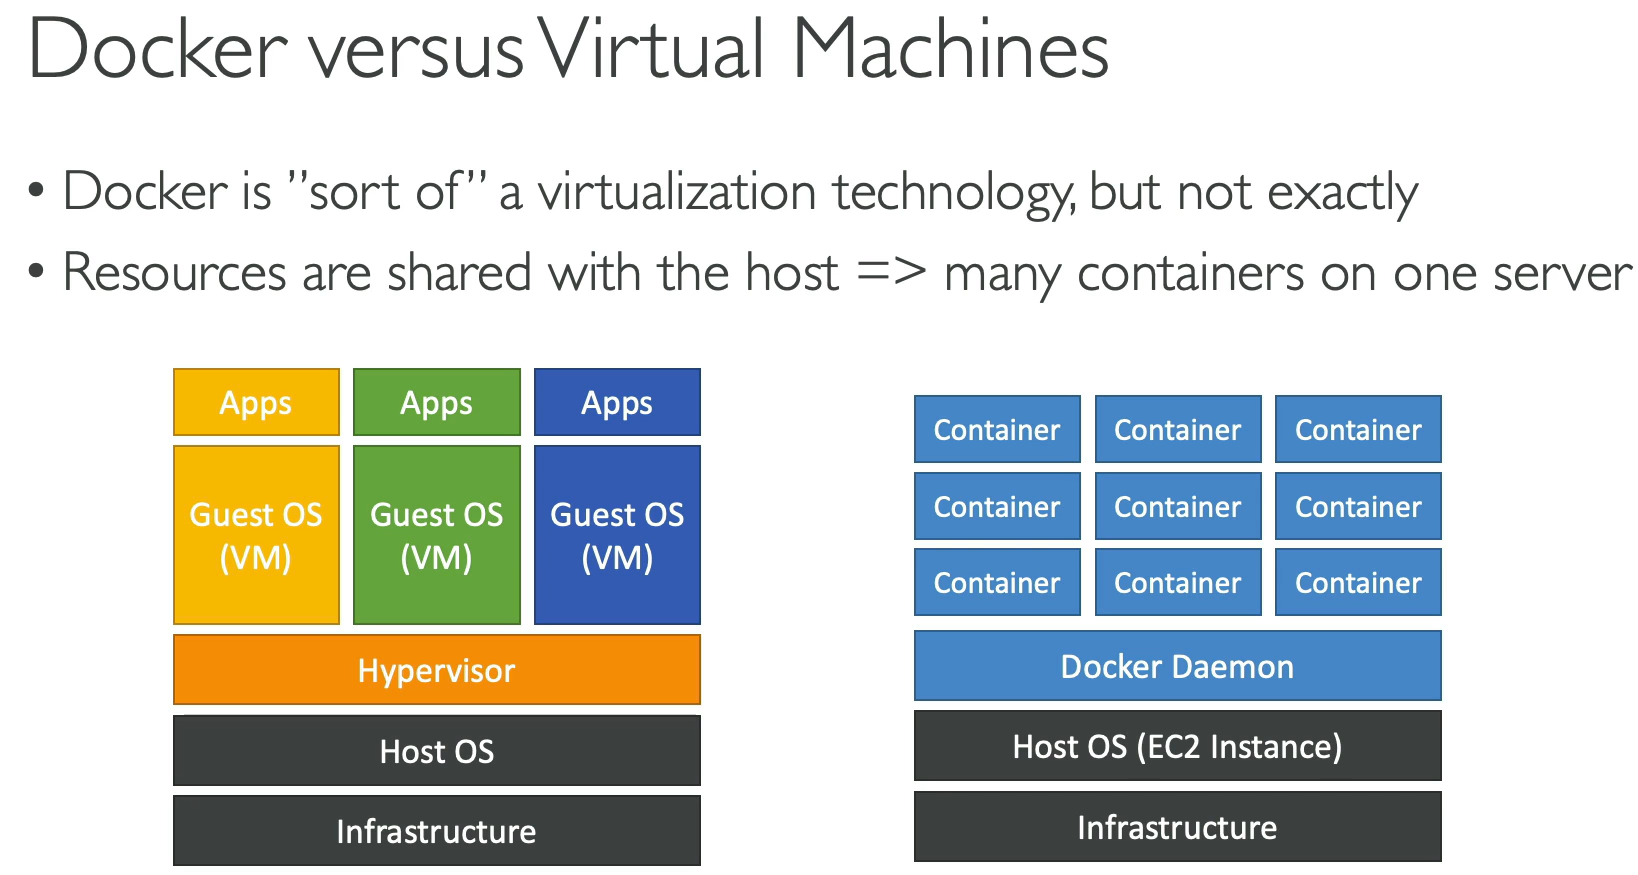 Docker versus Virtual Machines
• Docker is ”sort of” a virtualization technology, but not exactly
• Resources are shared with the host => many containers on one server
Apps
Apps
Apps
Guest OS
(VM)
Guest OS
(VM)
Guest OS
(VM)
Hypervisor
Host OS
Infrastructure
Container
Container
Container
Container
Container
Container
Container
Container
Container
Docker Daemon
Host OS (EC2 Instance)
Infrastructure